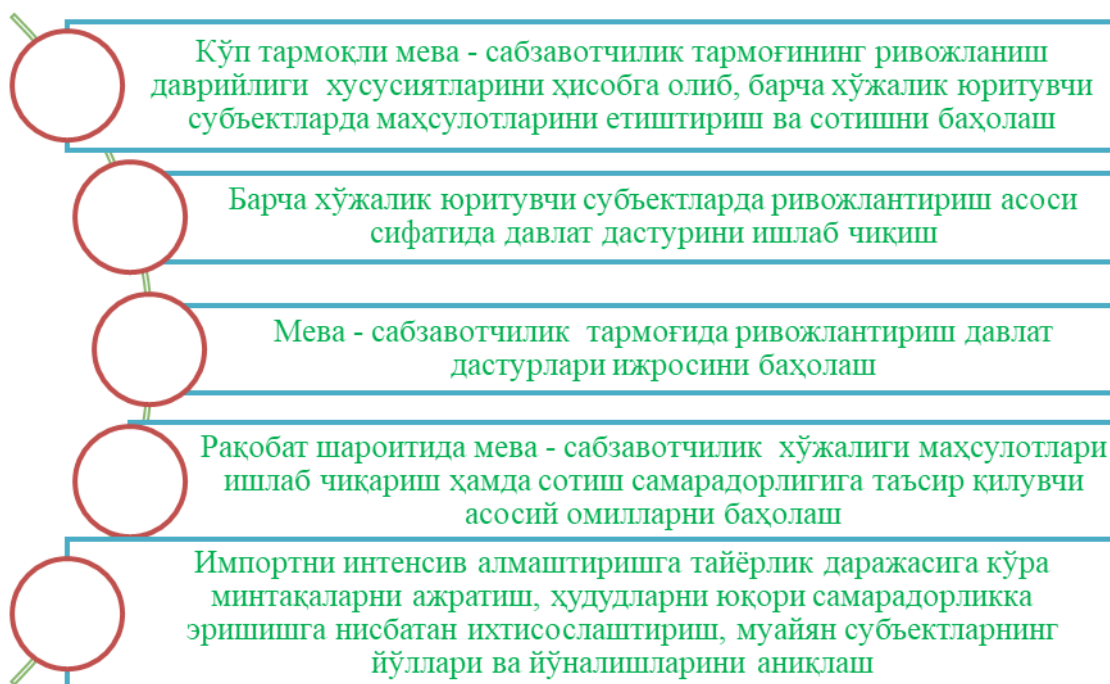 Кўп тармоқли мева - сабзавотчилик тармоғининг ривожланиш
даврийлиги хусусиятларини ҳисобга олиб, барча хўжалик юритувчи
субъектларда маҳсулотларини етиштириш ва сотишни баҳолаш
Барча хўжалик юритувчи субъектларда ривожлантириш асоси
сифатида давлат дастурини ишлаб чиқиш
Мева - сабзавотчилик тармоғида ривожлантириш давлат
дастурлари ижросини баҳолаш
Рақобат шароитида мева - сабзавотчилик хўжалиги маҳсулотлари
ишлаб чиқариш ҳамда сотиш самарадорлигига таъсир қилувчи
асосий омилларни баҳолаш
Импортни интенсив алмаштиришга тайёрлик даражасига кўра
минтақаларни ажратиш, ҳудудларни юқори самарадорликка
эришишга нисбатан ихтисослаштириш, муайян субъектларнинг
йўллари ва йўналишларини аниқлаш